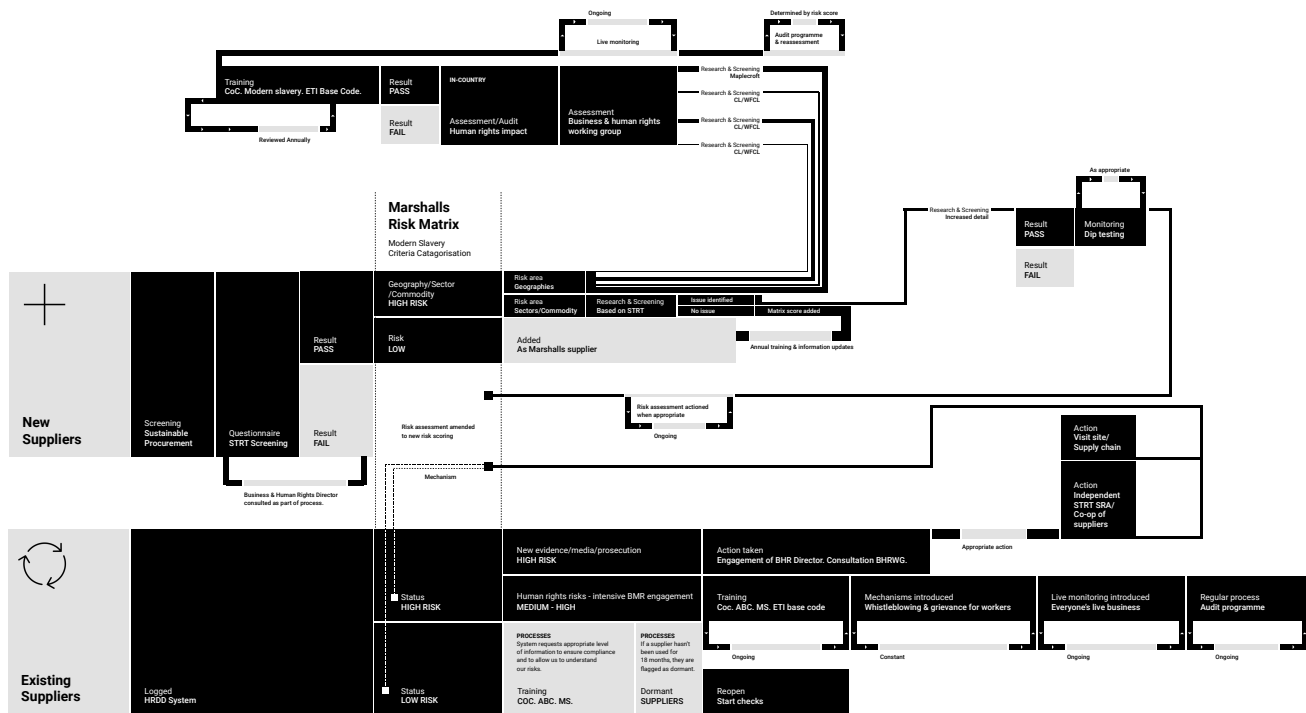 Ongoing
Live monitoring
Determined by risk score
Audit programme
& reassessment
Training
CoC. Modern slavery. ETI Base Code.
Reviewed Annually
Result
PASS
Result
FAIL
IN-COUNTRY
Assessment/Audit
Human rights impact
Assessment
Business & human rights
working group
Research & Screening
Maplecroft
Research & Screening
CL/WFCL
Research & Screening
CL/WFCL
Research & Screening
CL/WFCL
As appropriate
Research & Screening
Increased detail
Result
PASS
Monitoring
Dip testing
Result
FAIL
Marshalls
Risk Matrix
Modern Slavery
Criteria Catagorisation
New
Suppliers
Screening
Sustainable
Procurement
Questionnaire
STRT Screening
Result
PASS
Result
FAIL
Business & Human Rights Director
consulted as part of process.
Geography/Sector
/Commodity
HIGH RISK
Risk
LOW
Risk area
Geographies
Risk area
Sectors/Commodity
Research & Screening
Based on STRT
Issue identified
No issue
Matrix score added
Added
As Marshalls supplier
Annual training & information updates
Risk assessment actioned
when appropriate
Ongoing
Risk assessment amended
to new risk scoring
Mechanism
Action
Visit site/
Supply chain
Action
Independent
STRT SRA/
Co-op of
suppliers
Appropriate action
Existing
Suppliers
Logged
HRDD System
Status
HIGH RISK
Status
LOW RISK
New evidence/media/prosecution
HIGH RISK
Action taken
Engagement of BHR Director. Consultation BHRWG.
Human rights risks - intensive BMR engagement
MEDIUM - HIGH
Training
Coc. ABC. MS. ETI base code
Ongoing
Mechanisms introduced
Whistleblowing & grievance for workers
Constant
Live monitoring introduced
Everyone's live business
Ongoing
Regular process
Audit programme
Ongoing
PROCESSES
System requests appropriate level
of information to ensure compliance
and to allow us to understand
our risks.
Training
COC. ABC. MS.
PROCESSES
If a supplier hasn't
been used for
18 months, they are
flagged as dormant.
Dormant
SUPPLIERS
Reopen
Start checks